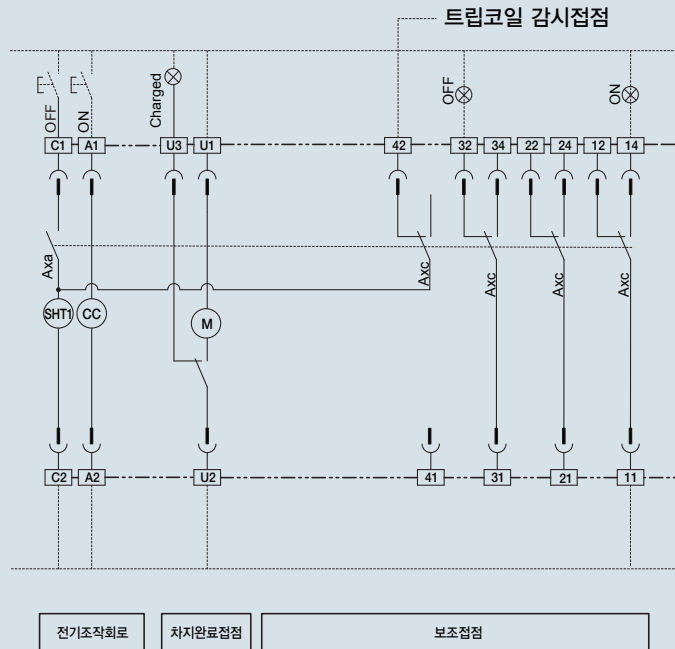 트립코일 감시접점
OFF ON Charged OFF ON
C1 A1 U3 U1 42 32 34 22 24 12 14
Axa Axc Axc Axc Axc
SHT1 CC M
C2 A2 U2 41 31 21 11
전기조작회로 차지완료접점 보조접점